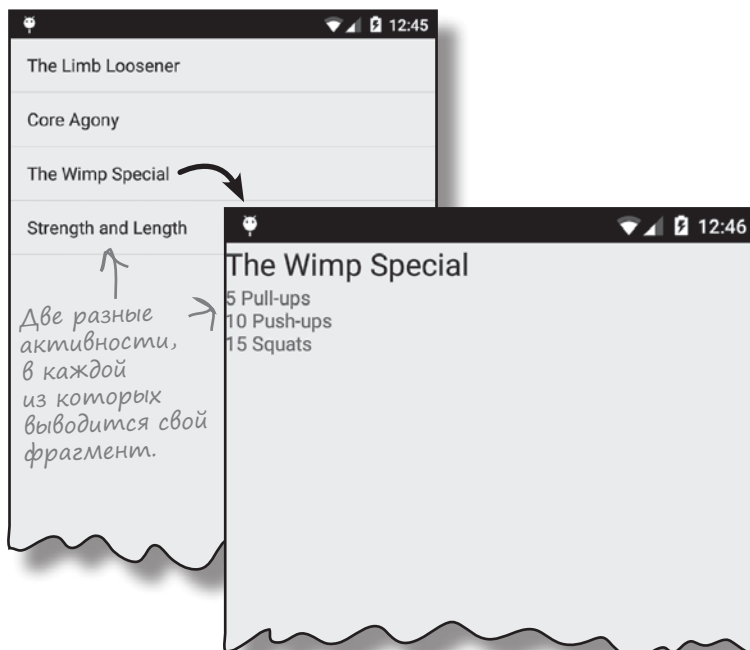 12:45
The Limb Loosener
Core Agony
The Wimp Special
Strength and Length
Две разные
активности,
в каждой
из которых
выводится свой
фрагмент.
12:46
The Wimp Special
5 Pull-ups
10 Push-ups
15 Squats